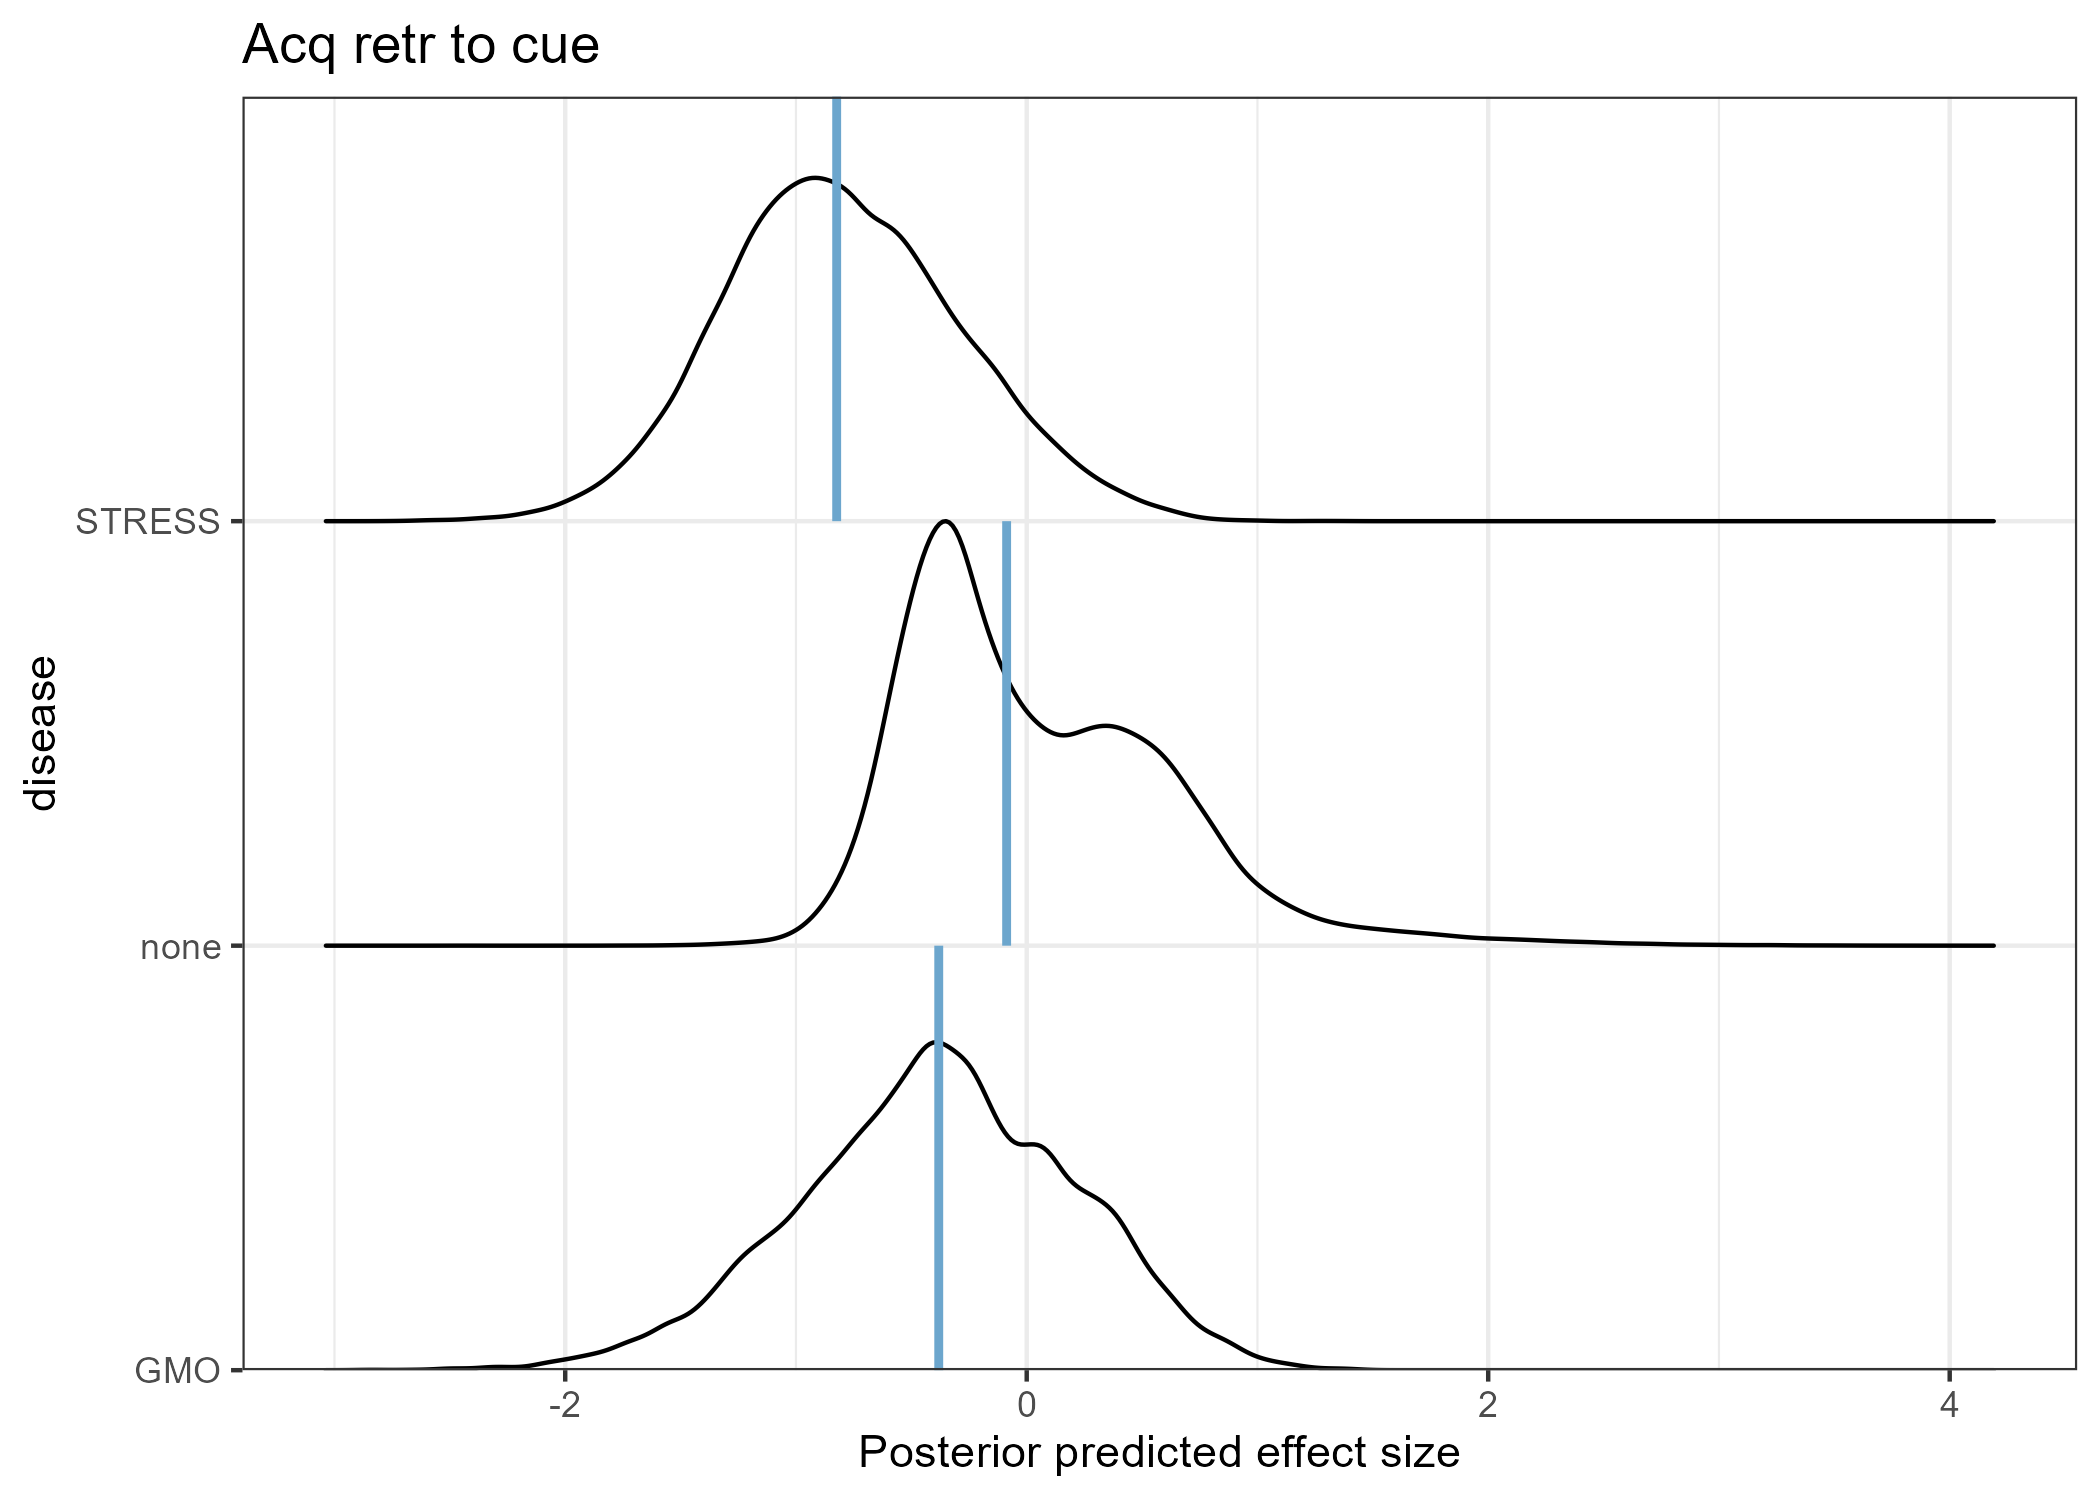 Acq retr to cue
disease
STRESS
none
GMO
-2 0 2 4
Posterior predicted effect size